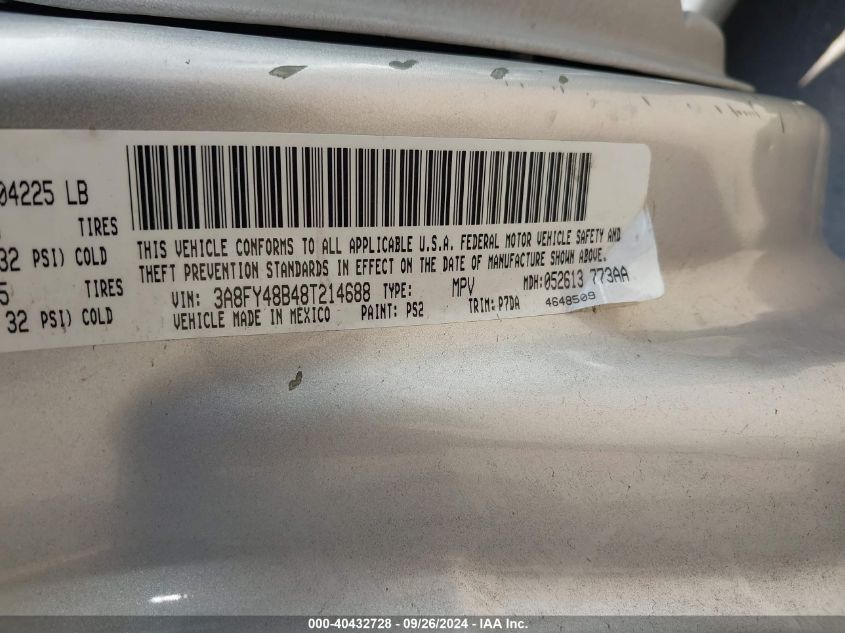 04225 LB
TIRES
32 PSI) COLD
5 TIRES
32 PSI) COLD
THIS VEHICLE CONFORMS TO ALL APPLICABLE U.S.A. FEDERAL MOTOR VEHICLE SAFETY AND
THEFT PREVENTION STANDARDS IN EFFECT ON THE DATE OF MANUFACTURE SHOWN ABOVE.
VIN: 3A8FY48B48T214688 TYPE: MPV MDH:052613 773AA
VEHICLE MADE IN MEXICO PAINT: PS2 TRIM:P7DA 4648509
000-40432728 - 09/26/2024 - IAA Inc.